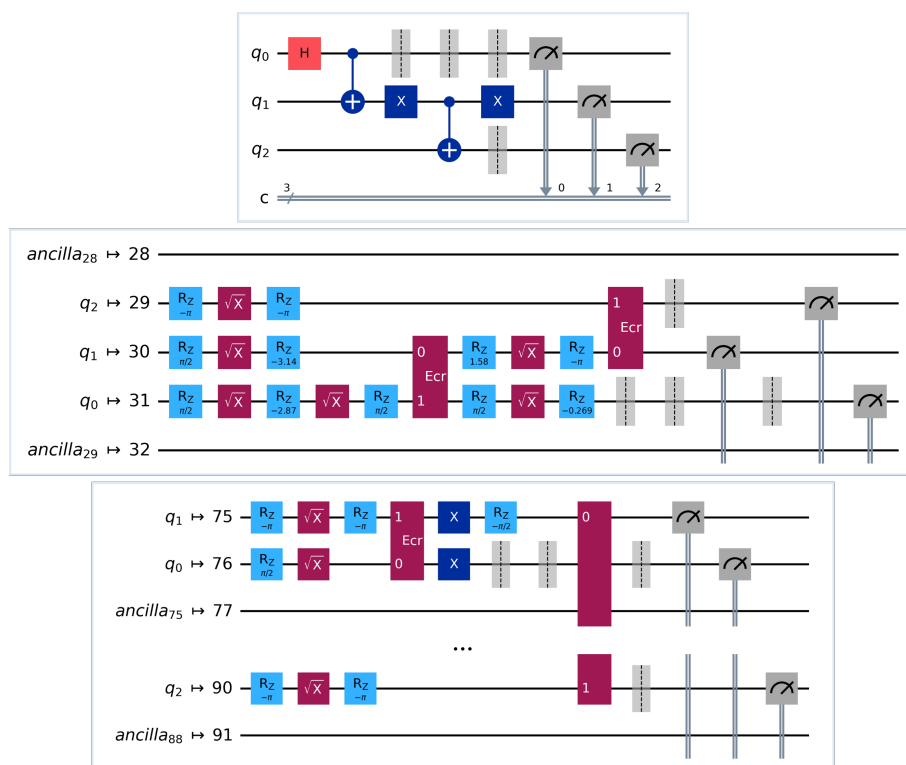 q0 H
q1 X X
q2
c 3 0 1 2
ancilla28 ↦ 28
q2 ↦ 29 RZ -π √X RZ -π 1
Ecr
q1 ↦ 30 RZ π/2 √X RZ -3.14 0 RZ 1.58 √X RZ -π 0
Ecr
q0 ↦ 31 RZ π/2 √X RZ -2.87 √X RZ π/2 1 RZ π/2 √X RZ -0.269
ancilla29 ↦ 32
q1 ↦ 75 RZ -π √X RZ -π 1 X RZ -π/2 0
Ecr
q0 ↦ 76 RZ π/2 √X 0 X
ancilla75 ↦ 77
...
q2 ↦ 90 RZ -π √X RZ -π 1
ancilla88 ↦ 91